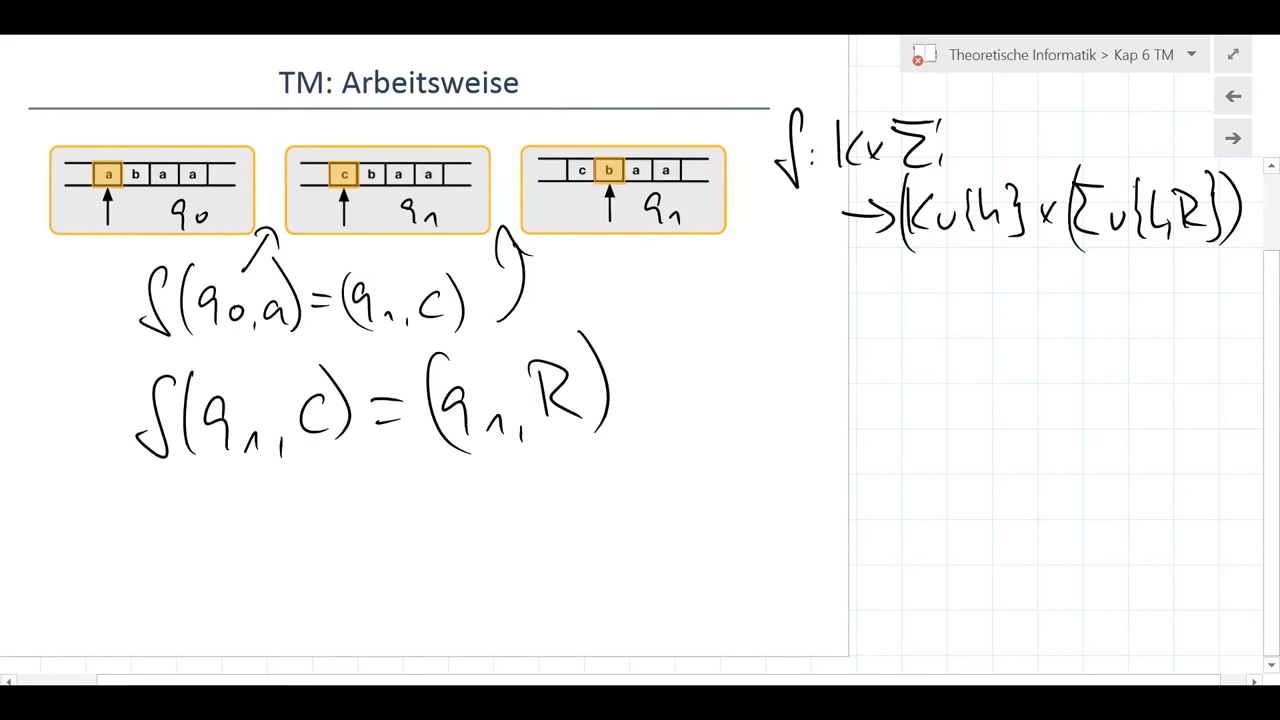 Theoretische Informatik > Kap 6 TM
TM: Arbeitsweise
a b a a
q₀
c b a a
q₁
c b a a
q₁
δ: K × Σ
→ (K ∪ {h} × (Σ ∪ {L,R}))
δ(q₀, a) = (q₁, c)
δ(q₁, c) = (q₁, R)